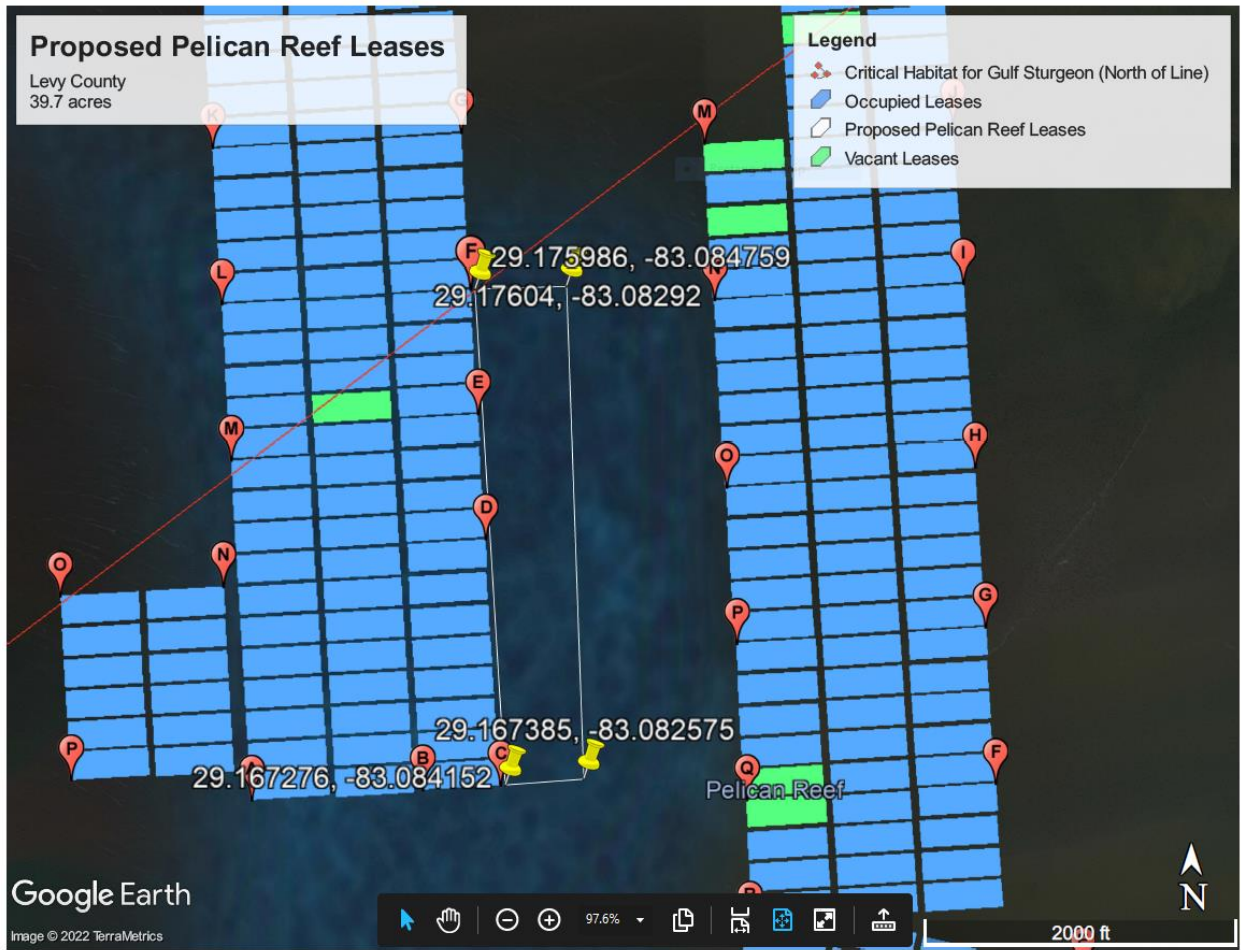 Proposed Pelican Reef Leases
Levy County
39.7 acres
Legend
Critical Habitat for Gulf Sturgeon (North of Line)
Occupied Leases
Proposed Pelican Reef Leases
Vacant Leases
K
G
M
J
F
29.175986, -83.084759
I
L
N
29.17604, -83.08292
E
M
O
H
D
N
O
P
G
29.167385, -83.082575
P
B
C
Q
F
29.167276, -83.084152
Pelican Reef
R
N
Google Earth
Image © 2022 TerraMetrics
97.6%
2000 ft